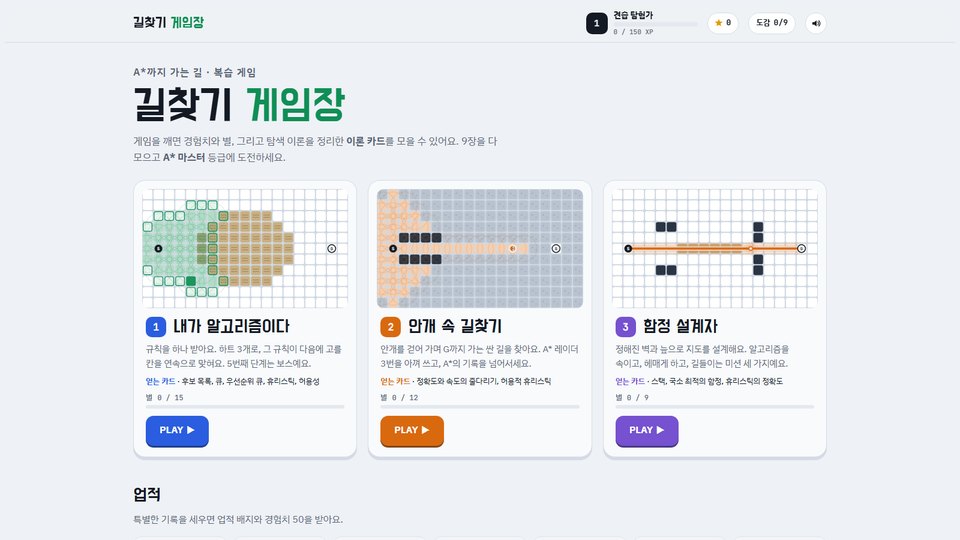 길찾기 게임장
1
견습 탐험가
0 / 150 XP
★ 0
도감 0/9
A*까지 가는 길 · 복습 게임
길찾기 게임장
게임을 깨면 경험치와 별, 그리고 탐색 이론을 정리한 이론 카드를 모을 수 있어요. 9장을 다
모으고 A* 마스터 등급에 도전하세요.
S
G
1 내가 알고리즘이다
규칙을 하나 받아요. 하트 3개로, 그 규칙이 다음에 고를
칸을 연속으로 맞혀요. 5번째 단계는 보스예요.
얻는 카드 · 후보 목록, 큐, 우선순위 큐, 휴리스틱, 허용성
별 0 / 15
PLAY ▶
S
G
2 안개 속 길찾기
안개를 걷어 가며 G까지 가는 싼 길을 찾아요. A* 레이더
3번을 아껴 쓰고, A*의 기록을 넘어서세요.
얻는 카드 · 정확도와 속도의 줄다리기, 허용적 휴리스틱
별 0 / 12
PLAY ▶
S
G
3 함정 설계자
정해진 벽과 늪으로 지도를 설계해요. 알고리즘을
속이고, 헤매게 하고, 길들이는 미션 세 가지예요.
얻는 카드 · 스택, 국소 최적의 함정, 휴리스틱의 정확도
별 0 / 9
PLAY ▶
업적
특별한 기록을 세우면 업적 배지와 경험치 50을 받아요.